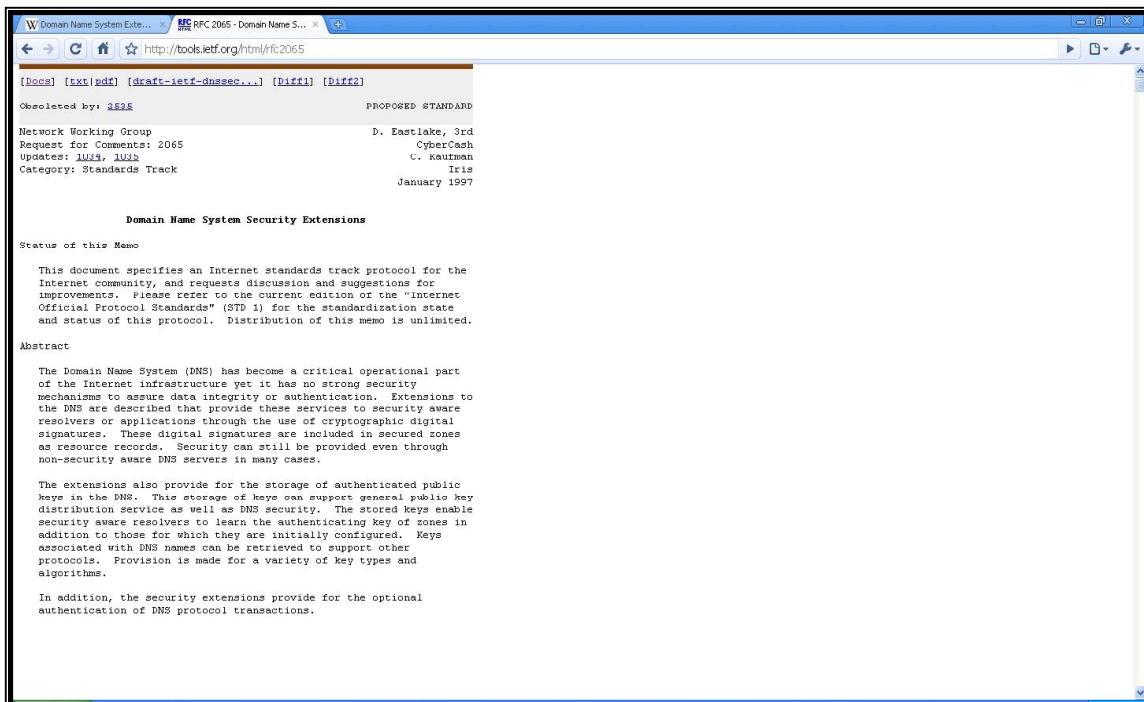 W Domain Name System Exte... × RFC HTML RFC 2065 - Domain Name S... ×
http://tools.ietf.org/html/rfc2065
[Docs] [txt|pdf] [draft-ietf-dnssec...] [Diff1] [Diff2]
Obsoleted by: 2535 PROPOSED STANDARD
Network Working Group D. Eastlake, 3rd
Request for Comments: 2065 CyberCash
Updates: 1034, 1035 C. Kaufman
Category: Standards Track Iris
January 1997
Domain Name System Security Extensions
Status of this Memo
This document specifies an Internet standards track protocol for the
Internet community, and requests discussion and suggestions for
improvements. Please refer to the current edition of the "Internet
Official Protocol Standards" (STD 1) for the standardization state
and status of this protocol. Distribution of this memo is unlimited.
Abstract
The Domain Name System (DNS) has become a critical operational part
of the Internet infrastructure yet it has no strong security
mechanisms to assure data integrity or authentication. Extensions to
the DNS are described that provide these services to security aware
resolvers or applications through the use of cryptographic digital
signatures. These digital signatures are included in secured zones
as resource records. Security can still be provided even through
non-security aware DNS servers in many cases.
The extensions also provide for the storage of authenticated public
keys in the DNS. This storage of keys can support general public key
distribution service as well as DNS security. The stored keys enable
security aware resolvers to learn the authenticating key of zones in
addition to those for which they are initially configured. Keys
associated with DNS names can be retrieved to support other
protocols. Provision is made for a variety of key types and
algorithms.
In addition, the security extensions provide for the optional
authentication of DNS protocol transactions.